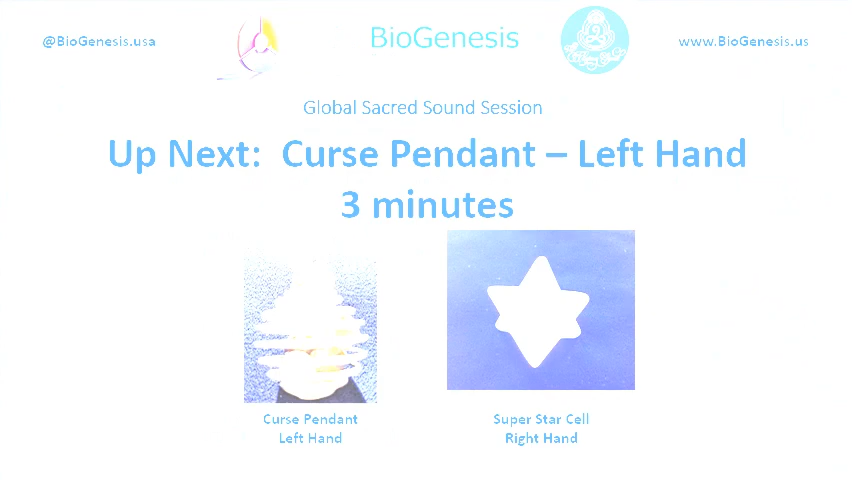 @BioGenesis.usa
BioGenesis
www.BioGenesis.us
Global Sacred Sound Session
Up Next: Curse Pendant – Left Hand
3 minutes
Curse Pendant
Left Hand
Super Star Cell
Right Hand